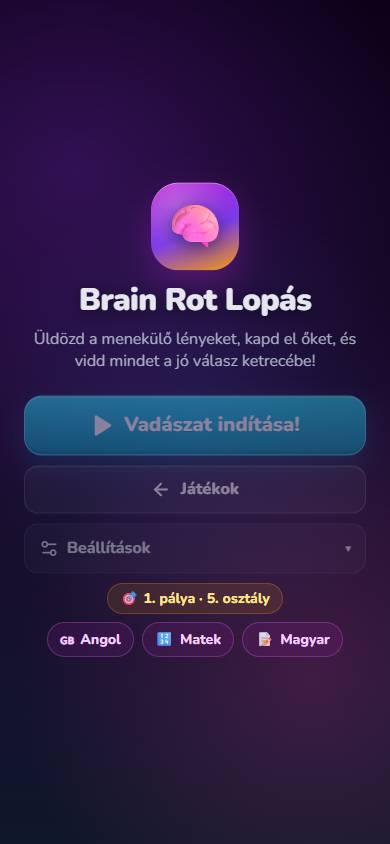 Brain Rot Lopás
Üldözd a menekülő lényeket, kapd el őket, és
vidd mindet a jó válasz ketrecébe!
Vadászat indítása!
Játékok
Beállítások
1. pálya · 5. osztály
GB Angol
1234 Matek
Magyar